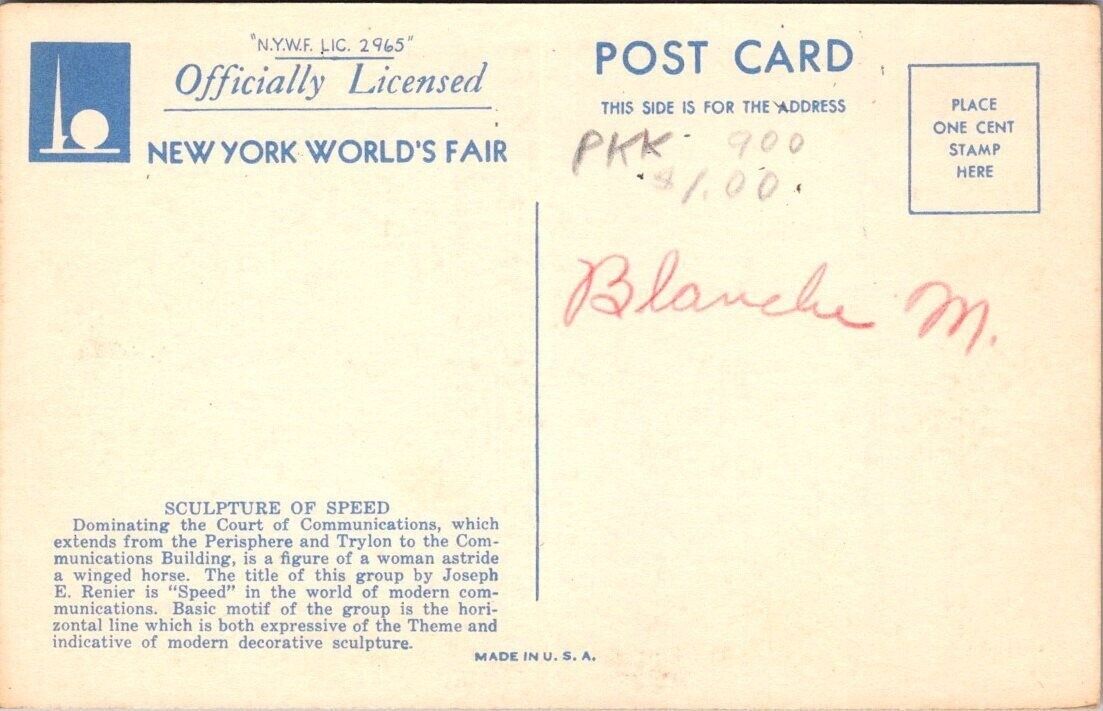 "N.Y.W.F. LIC. 2965"
Officially Licensed
NEW YORK WORLD'S FAIR
POST CARD
THIS SIDE IS FOR THE ADDRESS
PLACE
ONE CENT
STAMP
HERE
PKK 900
$1.00
Blanche M.
SCULPTURE OF SPEED
Dominating the Court of Communications, which
extends from the Perisphere and Trylon to the Com-
munications Building, is a figure of a woman astride
a winged horse. The title of this group by Joseph
E. Renier is "Speed" in the world of modern com-
munications. Basic motif of the group is the hori-
zontal line which is both expressive of the Theme and
indicative of modern decorative sculpture.
MADE IN U. S. A.